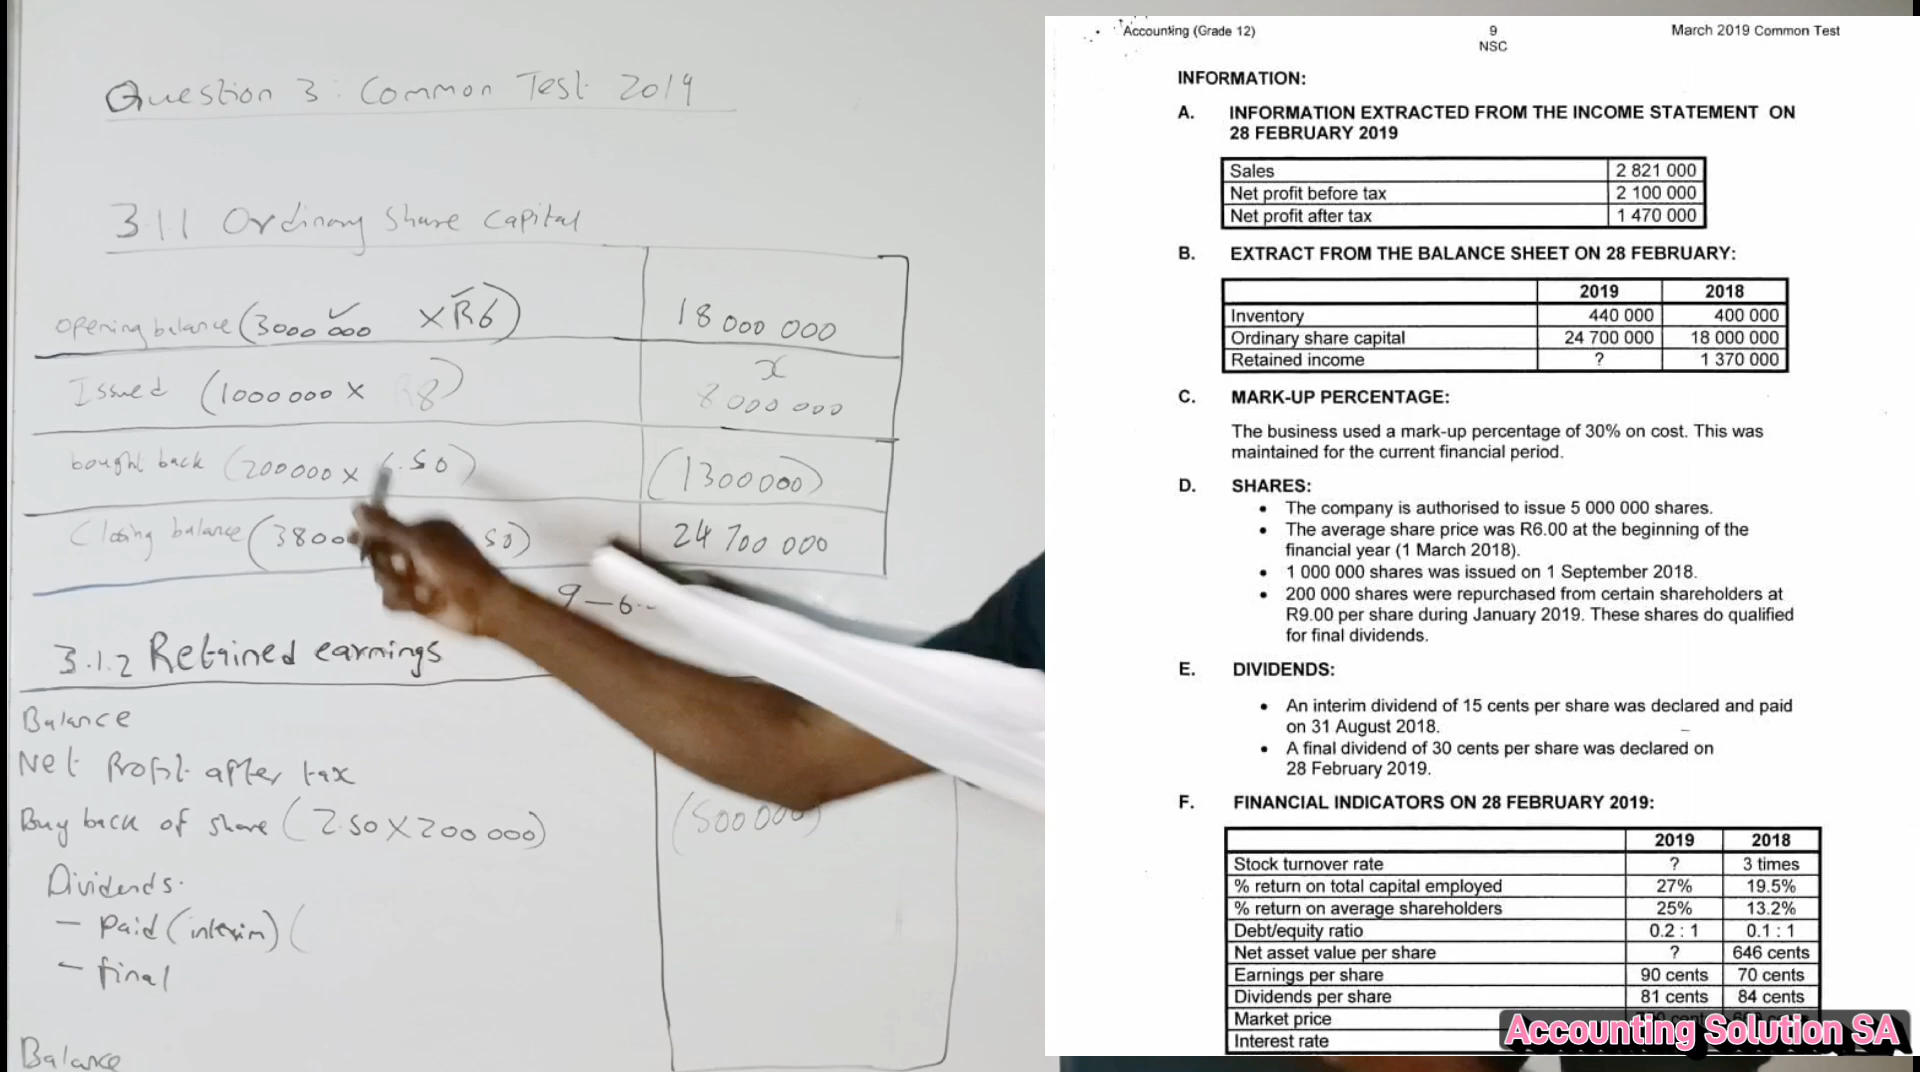 Question 3: Common Test 2019
3.1.1 Ordinary share capital
opening balance (3000 000 × R6) 18 000 000
x
Issued (1000 000 × R8) 8 000 000
bought back (200000 × 6.50) (1300000)
Closing balance (3800 50) 24 700 000
9 – 6..
3.1.2 Retained earnings
Balance
Net Profit after tax
Buy back of share (2.50 × 200 000) (500 000)
Dividends.
– paid (interim) (
– final
Balance
Accounting (Grade 12) 9 March 2019 Common Test
NSC
INFORMATION:
A. INFORMATION EXTRACTED FROM THE INCOME STATEMENT ON
28 FEBRUARY 2019
Sales 2 821 000
Net profit before tax 2 100 000
Net profit after tax 1 470 000
B. EXTRACT FROM THE BALANCE SHEET ON 28 FEBRUARY:
2019 2018
Inventory 440 000 400 000
Ordinary share capital 24 700 000 18 000 000
Retained income ? 1 370 000
C. MARK-UP PERCENTAGE:
The business used a mark-up percentage of 30% on cost. This was
maintained for the current financial period.
D. SHARES:
• The company is authorised to issue 5 000 000 shares.
• The average share price was R6.00 at the beginning of the
financial year (1 March 2018).
• 1 000 000 shares was issued on 1 September 2018.
• 200 000 shares were repurchased from certain shareholders at
R9.00 per share during January 2019. These shares do qualified
for final dividends.
E. DIVIDENDS:
• An interim dividend of 15 cents per share was declared and paid
on 31 August 2018.
• A final dividend of 30 cents per share was declared on
28 February 2019.
F. FINANCIAL INDICATORS ON 28 FEBRUARY 2019:
2019 2018
Stock turnover rate ? 3 times
% return on total capital employed 27% 19.5%
% return on average shareholders 25% 13.2%
Debt/equity ratio 0.2 : 1 0.1 : 1
Net asset value per share ? 646 cents
Earnings per share 90 cents 70 cents
Dividends per share 81 cents 84 cents
Market price
Interest rate
Accounting Solution SA